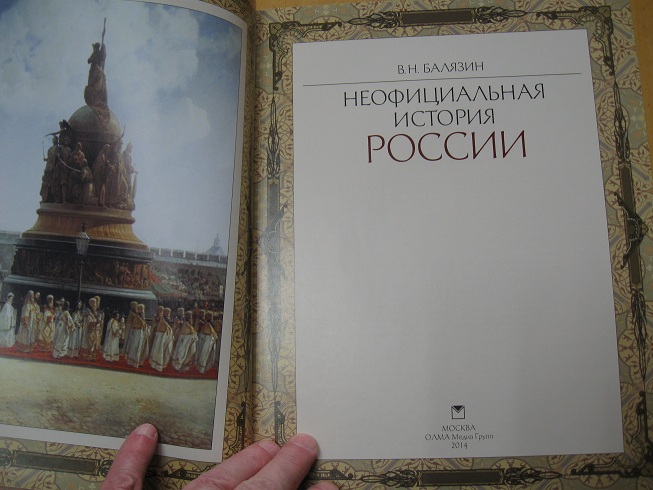 В.Н. БАЛЯЗИН
НЕОФИЦИАЛЬНАЯ
ИСТОРИЯ
РОССИИ
МОСКВА
ОЛМА Медиа Групп
2014